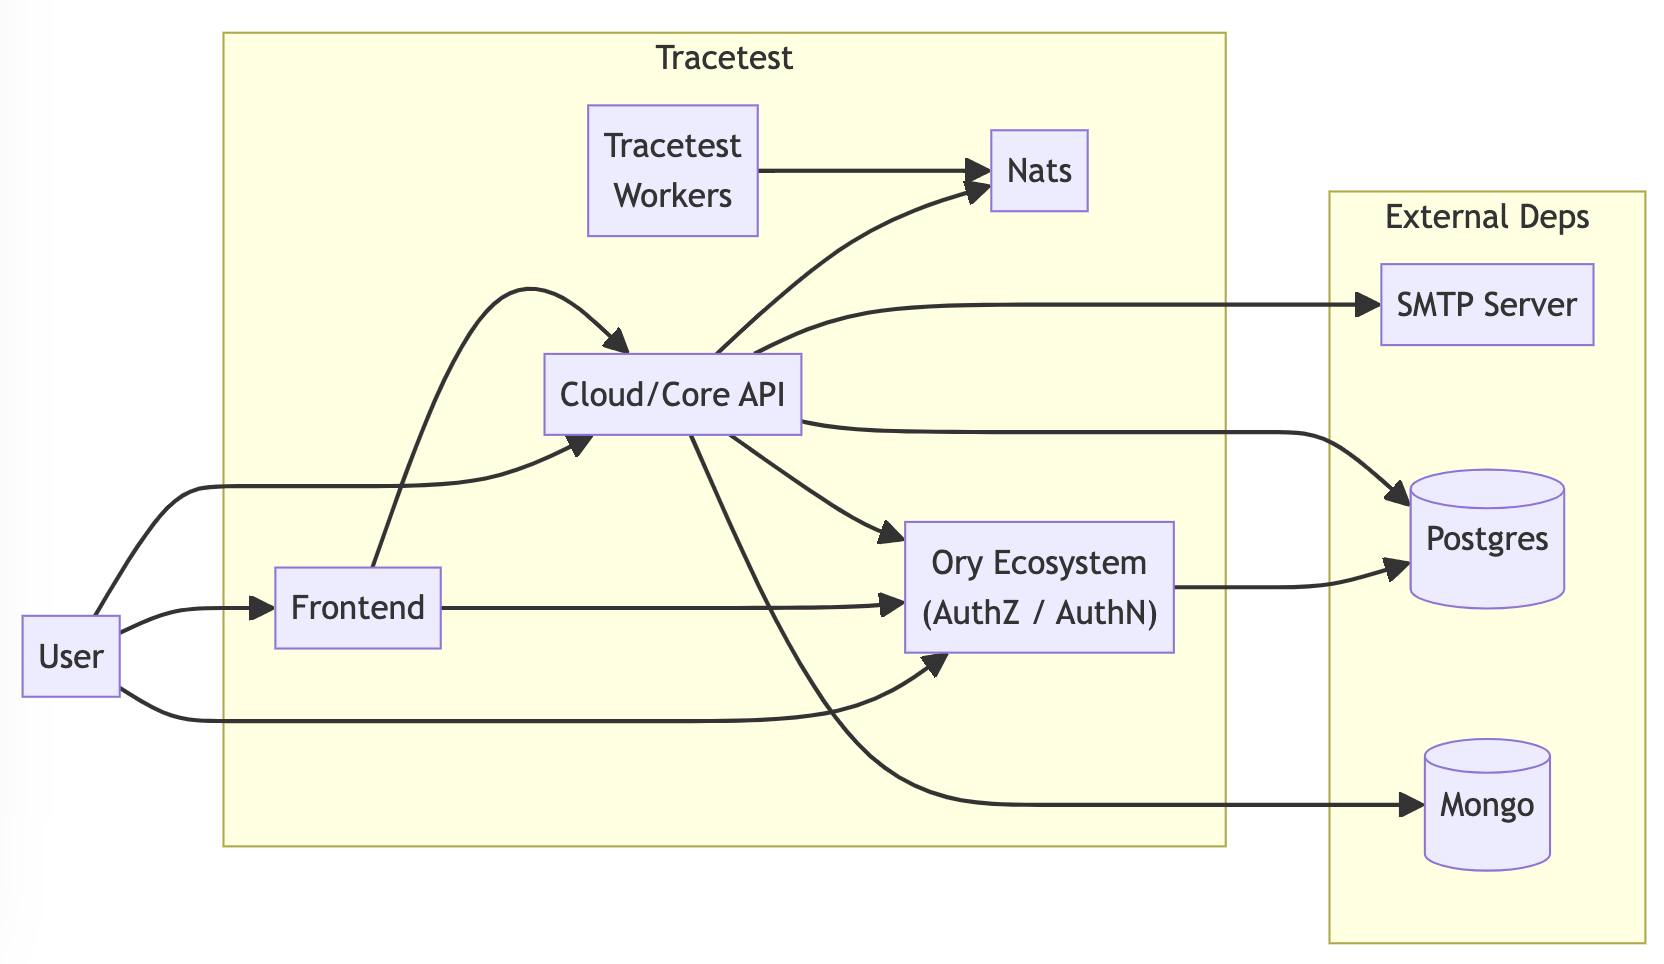 Tracetest
Tracetest
Workers
Nats
External Deps
SMTP Server
Cloud/Core API
Postgres
Ory Ecosystem
(AuthZ / AuthN)
Frontend
User
Mongo